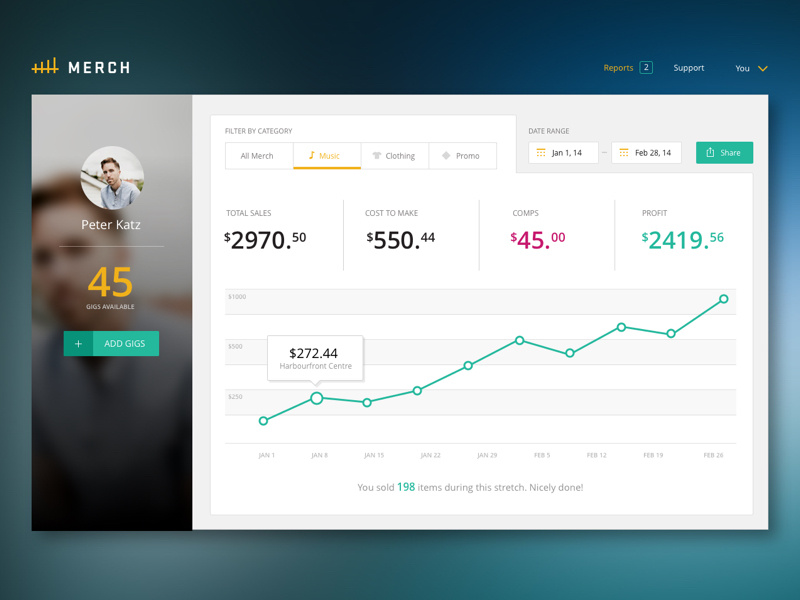 MERCH
Reports 2 Support You
Peter Katz
45
GIGS AVAILABLE
+ ADD GIGS
FILTER BY CATEGORY
All Merch Music Clothing Promo
DATE RANGE
Jan 1, 14 – Feb 28, 14 Share
TOTAL SALES COST TO MAKE COMPS PROFIT
$2970.50 $550.44 $45.00 $2419.56
$1000
$500
$250
$272.44
Harbourfront Centre
JAN 1 JAN 8 JAN 15 JAN 22 JAN 29 FEB 5 FEB 12 FEB 19 FEB 26
You sold 198 items during this stretch. Nicely done!